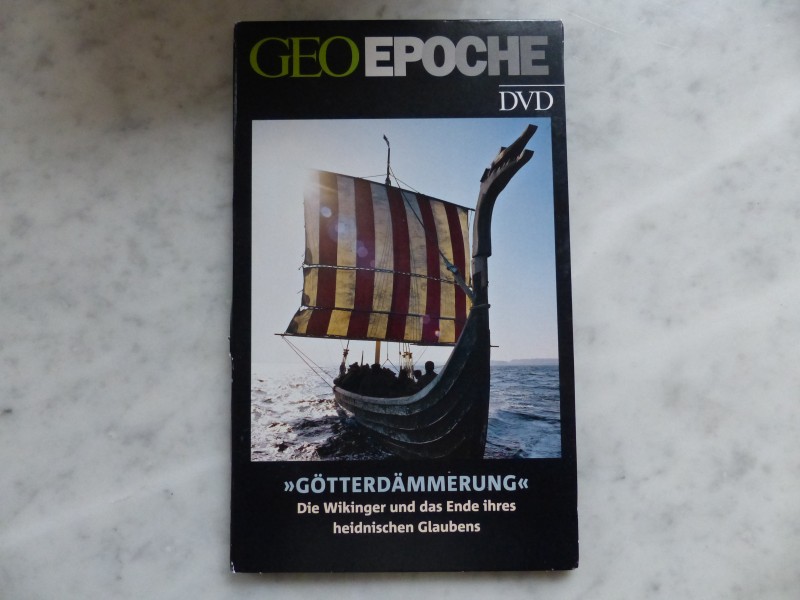 GEO EPOCHE
DVD
»GÖTTERDÄMMERUNG«
Die Wikinger und das Ende ihres
heidnischen Glaubens